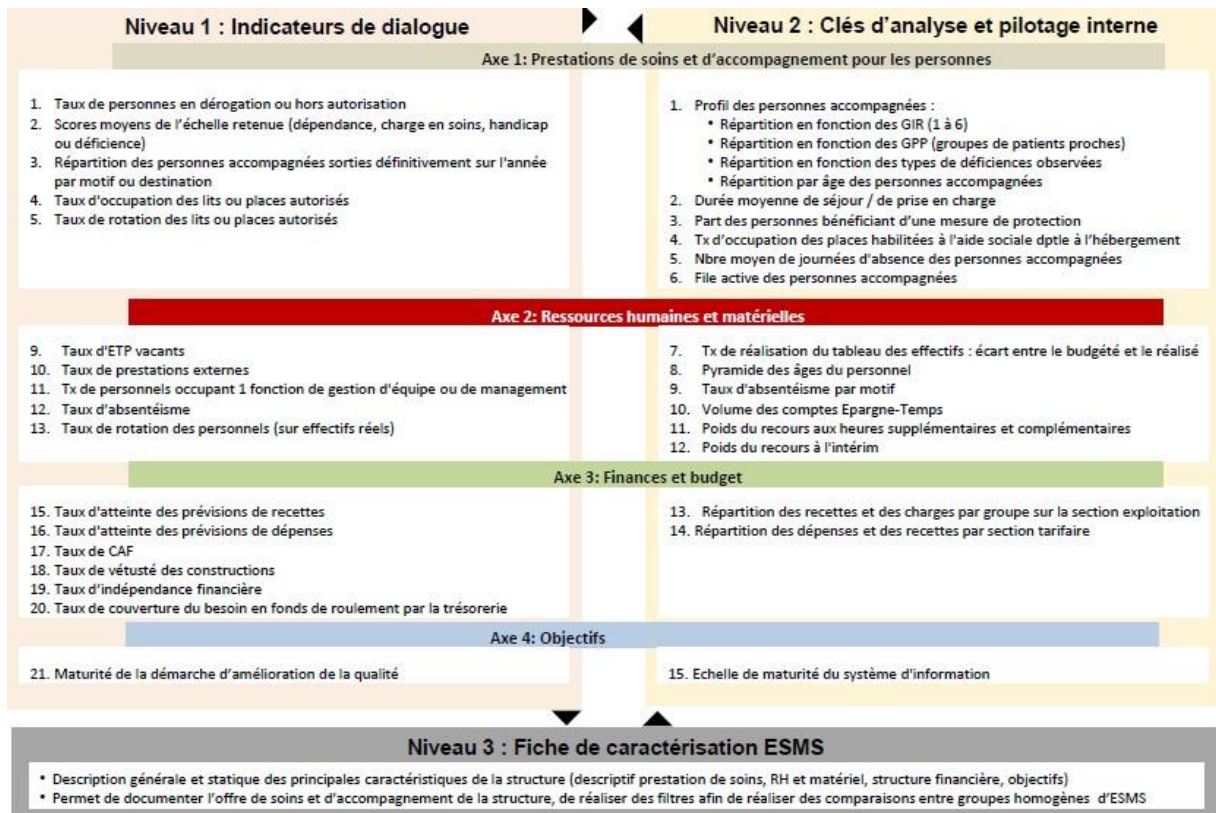 Niveau 1 : Indicateurs de dialogue
Niveau 2 : Clés d'analyse et pilotage interne
Axe 1: Prestations de soins et d'accompagnement pour les personnes
1. Taux de personnes en dérogation ou hors autorisation
2. Scores moyens de l'échelle retenue (dépendance, charge en soins, handicap
ou déficience)
3. Répartition des personnes accompagnées sorties définitivement sur l'année
par motif ou destination
4. Taux d'occupation des lits ou places autorisés
5. Taux de rotation des lits ou places autorisés
1. Profil des personnes accompagnées :
• Répartition en fonction des GIR (1 à 6)
• Répartition en fonction des GPP (groupes de patients proches)
• Répartition en fonction des types de déficiences observées
• Répartition par âge des personnes accompagnées
2. Durée moyenne de séjour / de prise en charge
3. Part des personnes bénéficiant d'une mesure de protection
4. Tx d'occupation des places habilitées à l'aide sociale dptle à l'hébergement
5. Nbre moyen de journées d'absence des personnes accompagnées
6. File active des personnes accompagnées
Axe 2: Ressources humaines et matérielles
9. Taux d'ETP vacants
10. Taux de prestations externes
11. Tx de personnels occupant 1 fonction de gestion d'équipe ou de management
12. Taux d'absentéisme
13. Taux de rotation des personnels (sur effectifs réels)
7. Tx de réalisation du tableau des effectifs : écart entre le budgété et le réalisé
8. Pyramide des âges du personnel
9. Taux d'absentéisme par motif
10. Volume des comptes Epargne-Temps
11. Poids du recours aux heures supplémentaires et complémentaires
12. Poids du recours à l'intérim
Axe 3: Finances et budget
15. Taux d'atteinte des prévisions de recettes
16. Taux d'atteinte des prévisions de dépenses
17. Taux de CAF
18. Taux de vétusté des constructions
19. Taux d'indépendance financière
20. Taux de couverture du besoin en fonds de roulement par la trésorerie
13. Répartition des recettes et des charges par groupe sur la section exploitation
14. Répartition des dépenses et des recettes par section tarifaire
Axe 4: Objectifs
21. Maturité de la démarche d'amélioration de la qualité
15. Echelle de maturité du système d'information
Niveau 3 : Fiche de caractérisation ESMS
• Description générale et statique des principales caractéristiques de la structure (descriptif prestation de soins, RH et matériel, structure financière, objectifs)
• Permet de documenter l'offre de soins et d'accompagnement de la structure, de réaliser des filtres afin de réaliser des comparaisons entre groupes homogènes d'ESMS